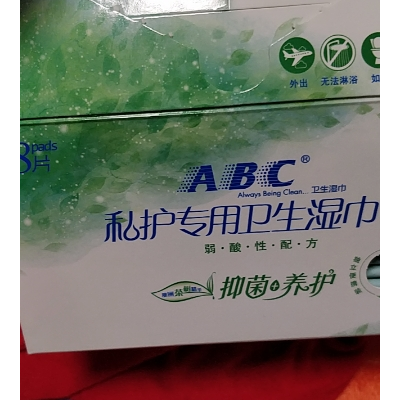 外出 无法淋浴
8 pads
片
ABC®
Always Being Clean. 卫生湿巾
私护专用卫生湿巾
弱·酸·性·配·方
抑菌+养护